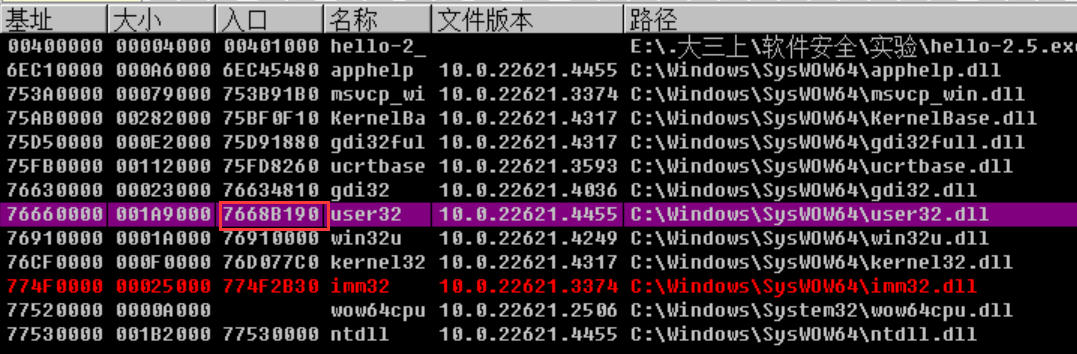 基址 大小 入口 名称 文件版本 路径
00400000 00004000 00401000 hello-2_ E:\.大三上\软件安全\实验\hello-2.5.exe
6EC10000 000A6000 6EC45480 apphelp 10.0.22621.4455 C:\Windows\SysWOW64\apphelp.dll
753A0000 00079000 753B91B0 msvcp_wi 10.0.22621.3374 C:\Windows\SysWOW64\msvcp_win.dll
75AB0000 00282000 75BF0F10 KernelBa 10.0.22621.4317 C:\Windows\SysWOW64\KernelBase.dll
75D50000 000E2000 75D91880 gdi32ful 10.0.22621.4317 C:\Windows\SysWOW64\gdi32full.dll
75FB0000 00112000 75FD8260 ucrtbase 10.0.22621.3593 C:\Windows\SysWOW64\ucrtbase.dll
76630000 00023000 76634810 gdi32 10.0.22621.4036 C:\Windows\SysWOW64\gdi32.dll
76660000 001A9000 7668B190 user32 10.0.22621.4455 C:\Windows\SysWOW64\user32.dll
76910000 0001A000 76910000 win32u 10.0.22621.4249 C:\Windows\SysWOW64\win32u.dll
76CF0000 000F0000 76D077C0 kernel32 10.0.22621.4317 C:\Windows\SysWOW64\kernel32.dll
774F0000 00025000 774F2B30 imm32 10.0.22621.3374 C:\Windows\SysWOW64\imm32.dll
77520000 0000A000 wow64cpu 10.0.22621.2506 C:\Windows\System32\wow64cpu.dll
77530000 001B2000 77530000 ntdll 10.0.22621.4455 C:\Windows\SysWOW64\ntdll.dll